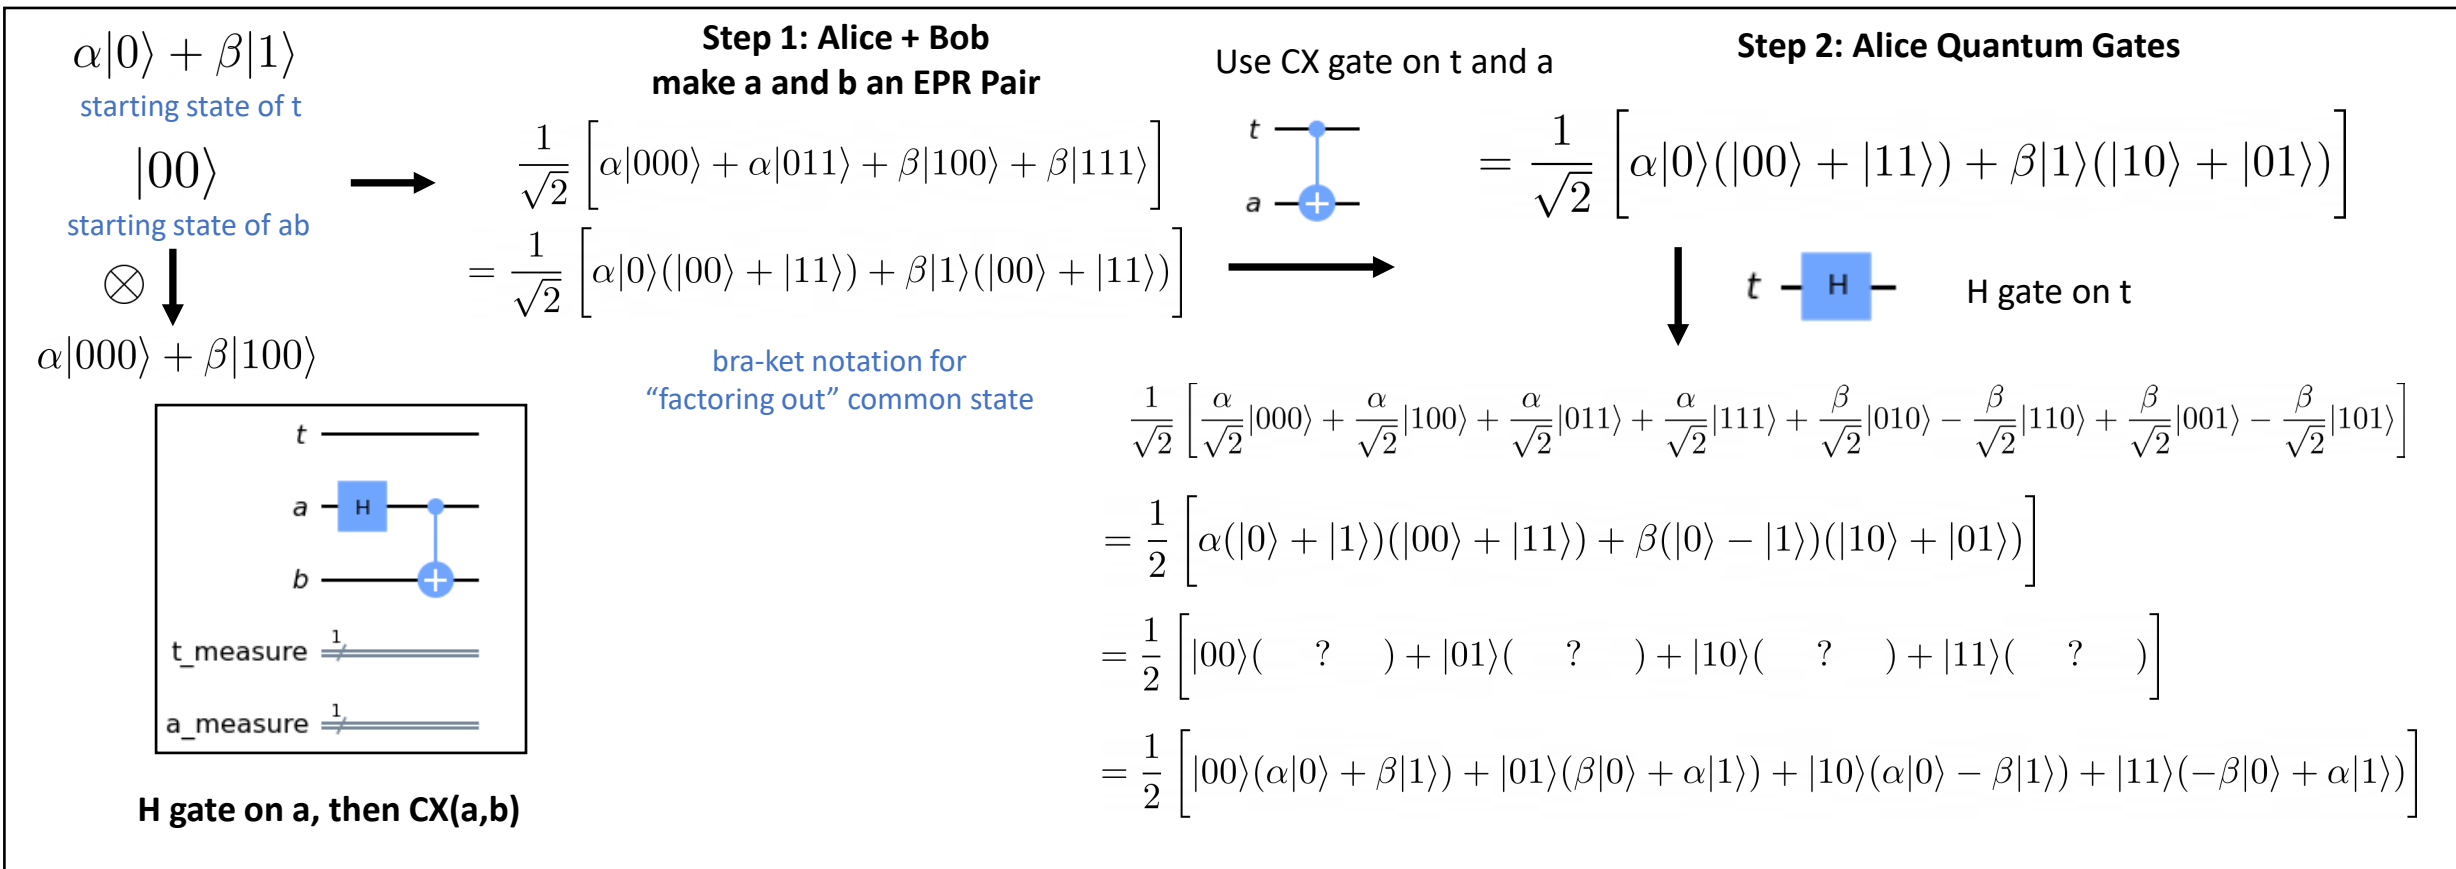 α|0⟩ + β|1⟩
starting state of t
|00⟩
starting state of ab
⊗
α|000⟩ + β|100⟩
t
a H
b
t_measure 1
a_measure 1
H gate on a, then CX(a,b)
Step 1: Alice + Bob
make a and b an EPR Pair
1/√2 [α|000⟩ + α|011⟩ + β|100⟩ + β|111⟩]
= 1/√2 [α|0⟩(|00⟩ + |11⟩) + β|1⟩(|00⟩ + |11⟩)]
bra-ket notation for
“factoring out” common state
Use CX gate on t and a
t
a
Step 2: Alice Quantum Gates
= 1/√2 [α|0⟩(|00⟩ + |11⟩) + β|1⟩(|10⟩ + |01⟩)]
t H H gate on t
1/√2 [α/√2|000⟩ + α/√2|100⟩ + α/√2|011⟩ + α/√2|111⟩ + β/√2|010⟩ − β/√2|110⟩ + β/√2|001⟩ − β/√2|101⟩]
= 1/2 [α(|0⟩ + |1⟩)(|00⟩ + |11⟩) + β(|0⟩ − |1⟩)(|10⟩ + |01⟩)]
= 1/2 [|00⟩( ? ) + |01⟩( ? ) + |10⟩( ? ) + |11⟩( ? )]
= 1/2 [|00⟩(α|0⟩ + β|1⟩) + |01⟩(β|0⟩ + α|1⟩) + |10⟩(α|0⟩ − β|1⟩) + |11⟩(−β|0⟩ + α|1⟩)]